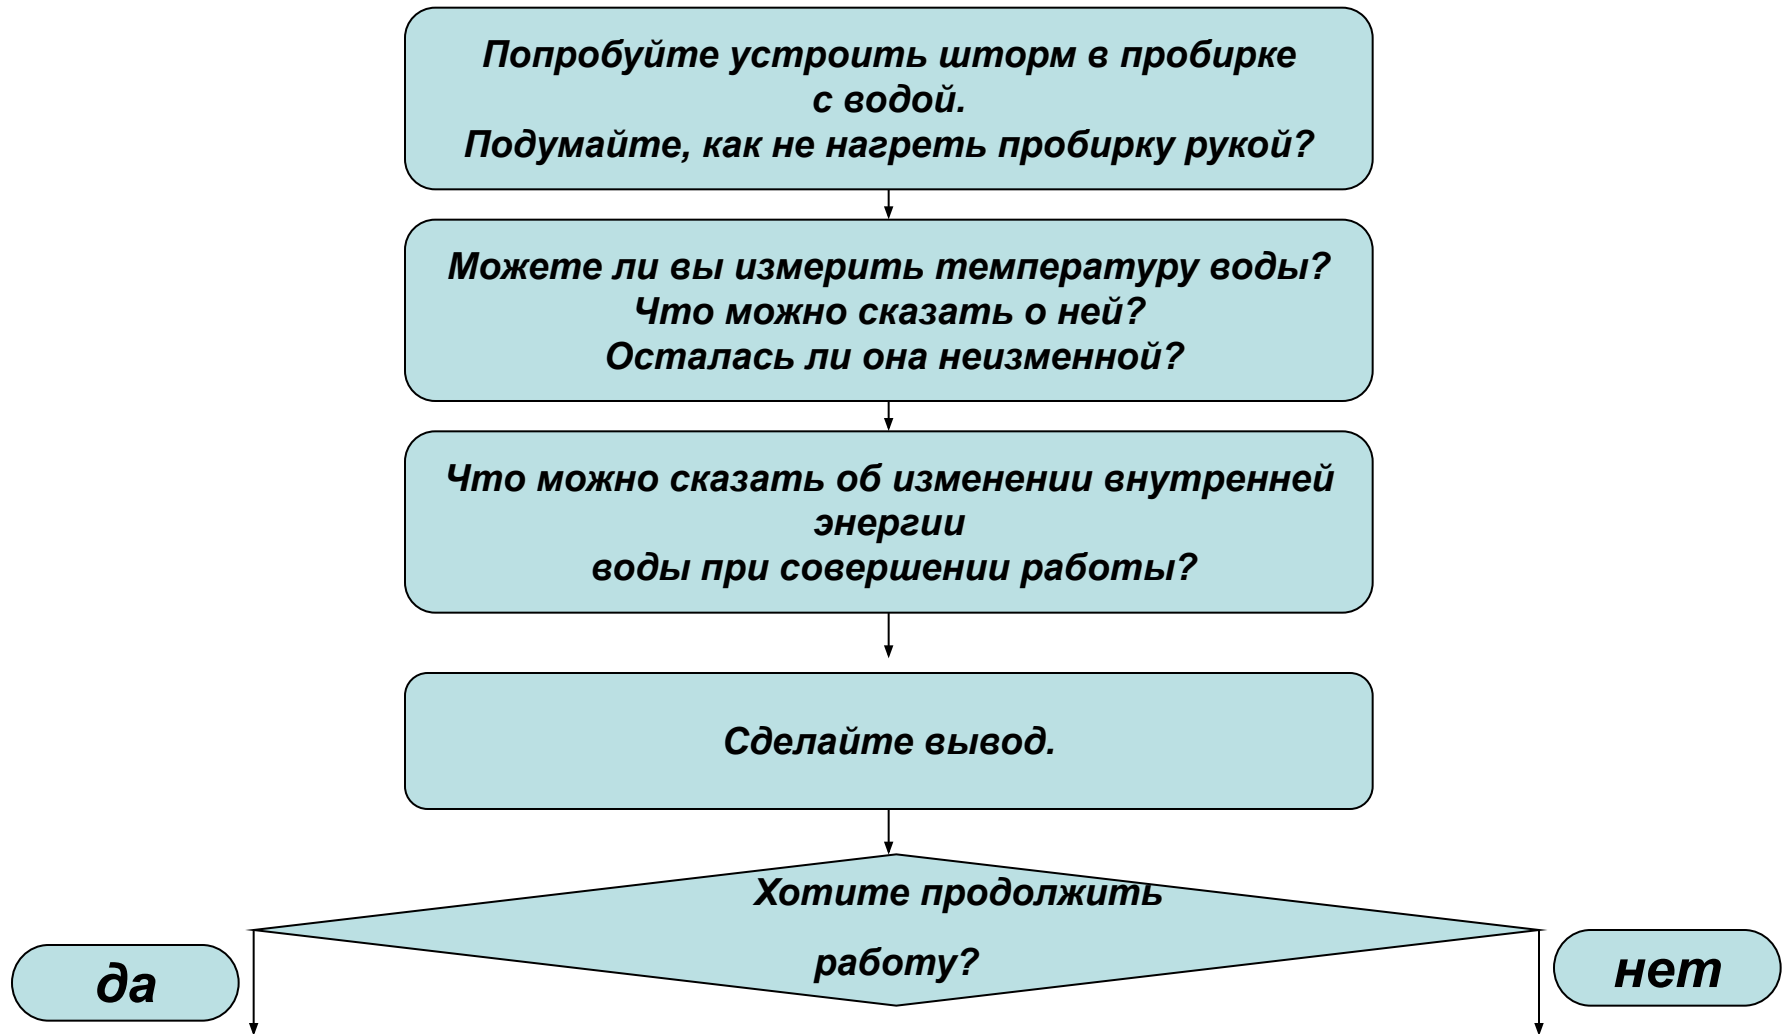 Попробуйте устроить шторм в пробирке
с водой.
Подумайте, как не нагреть пробирку рукой?
Можете ли вы измерить температуру воды?
Что можно сказать о ней?
Осталась ли она неизменной?
Что можно сказать об изменении внутренней
энергии
воды при совершении работы?
Сделайте вывод.
Хотите продолжить
работу?
да
нет